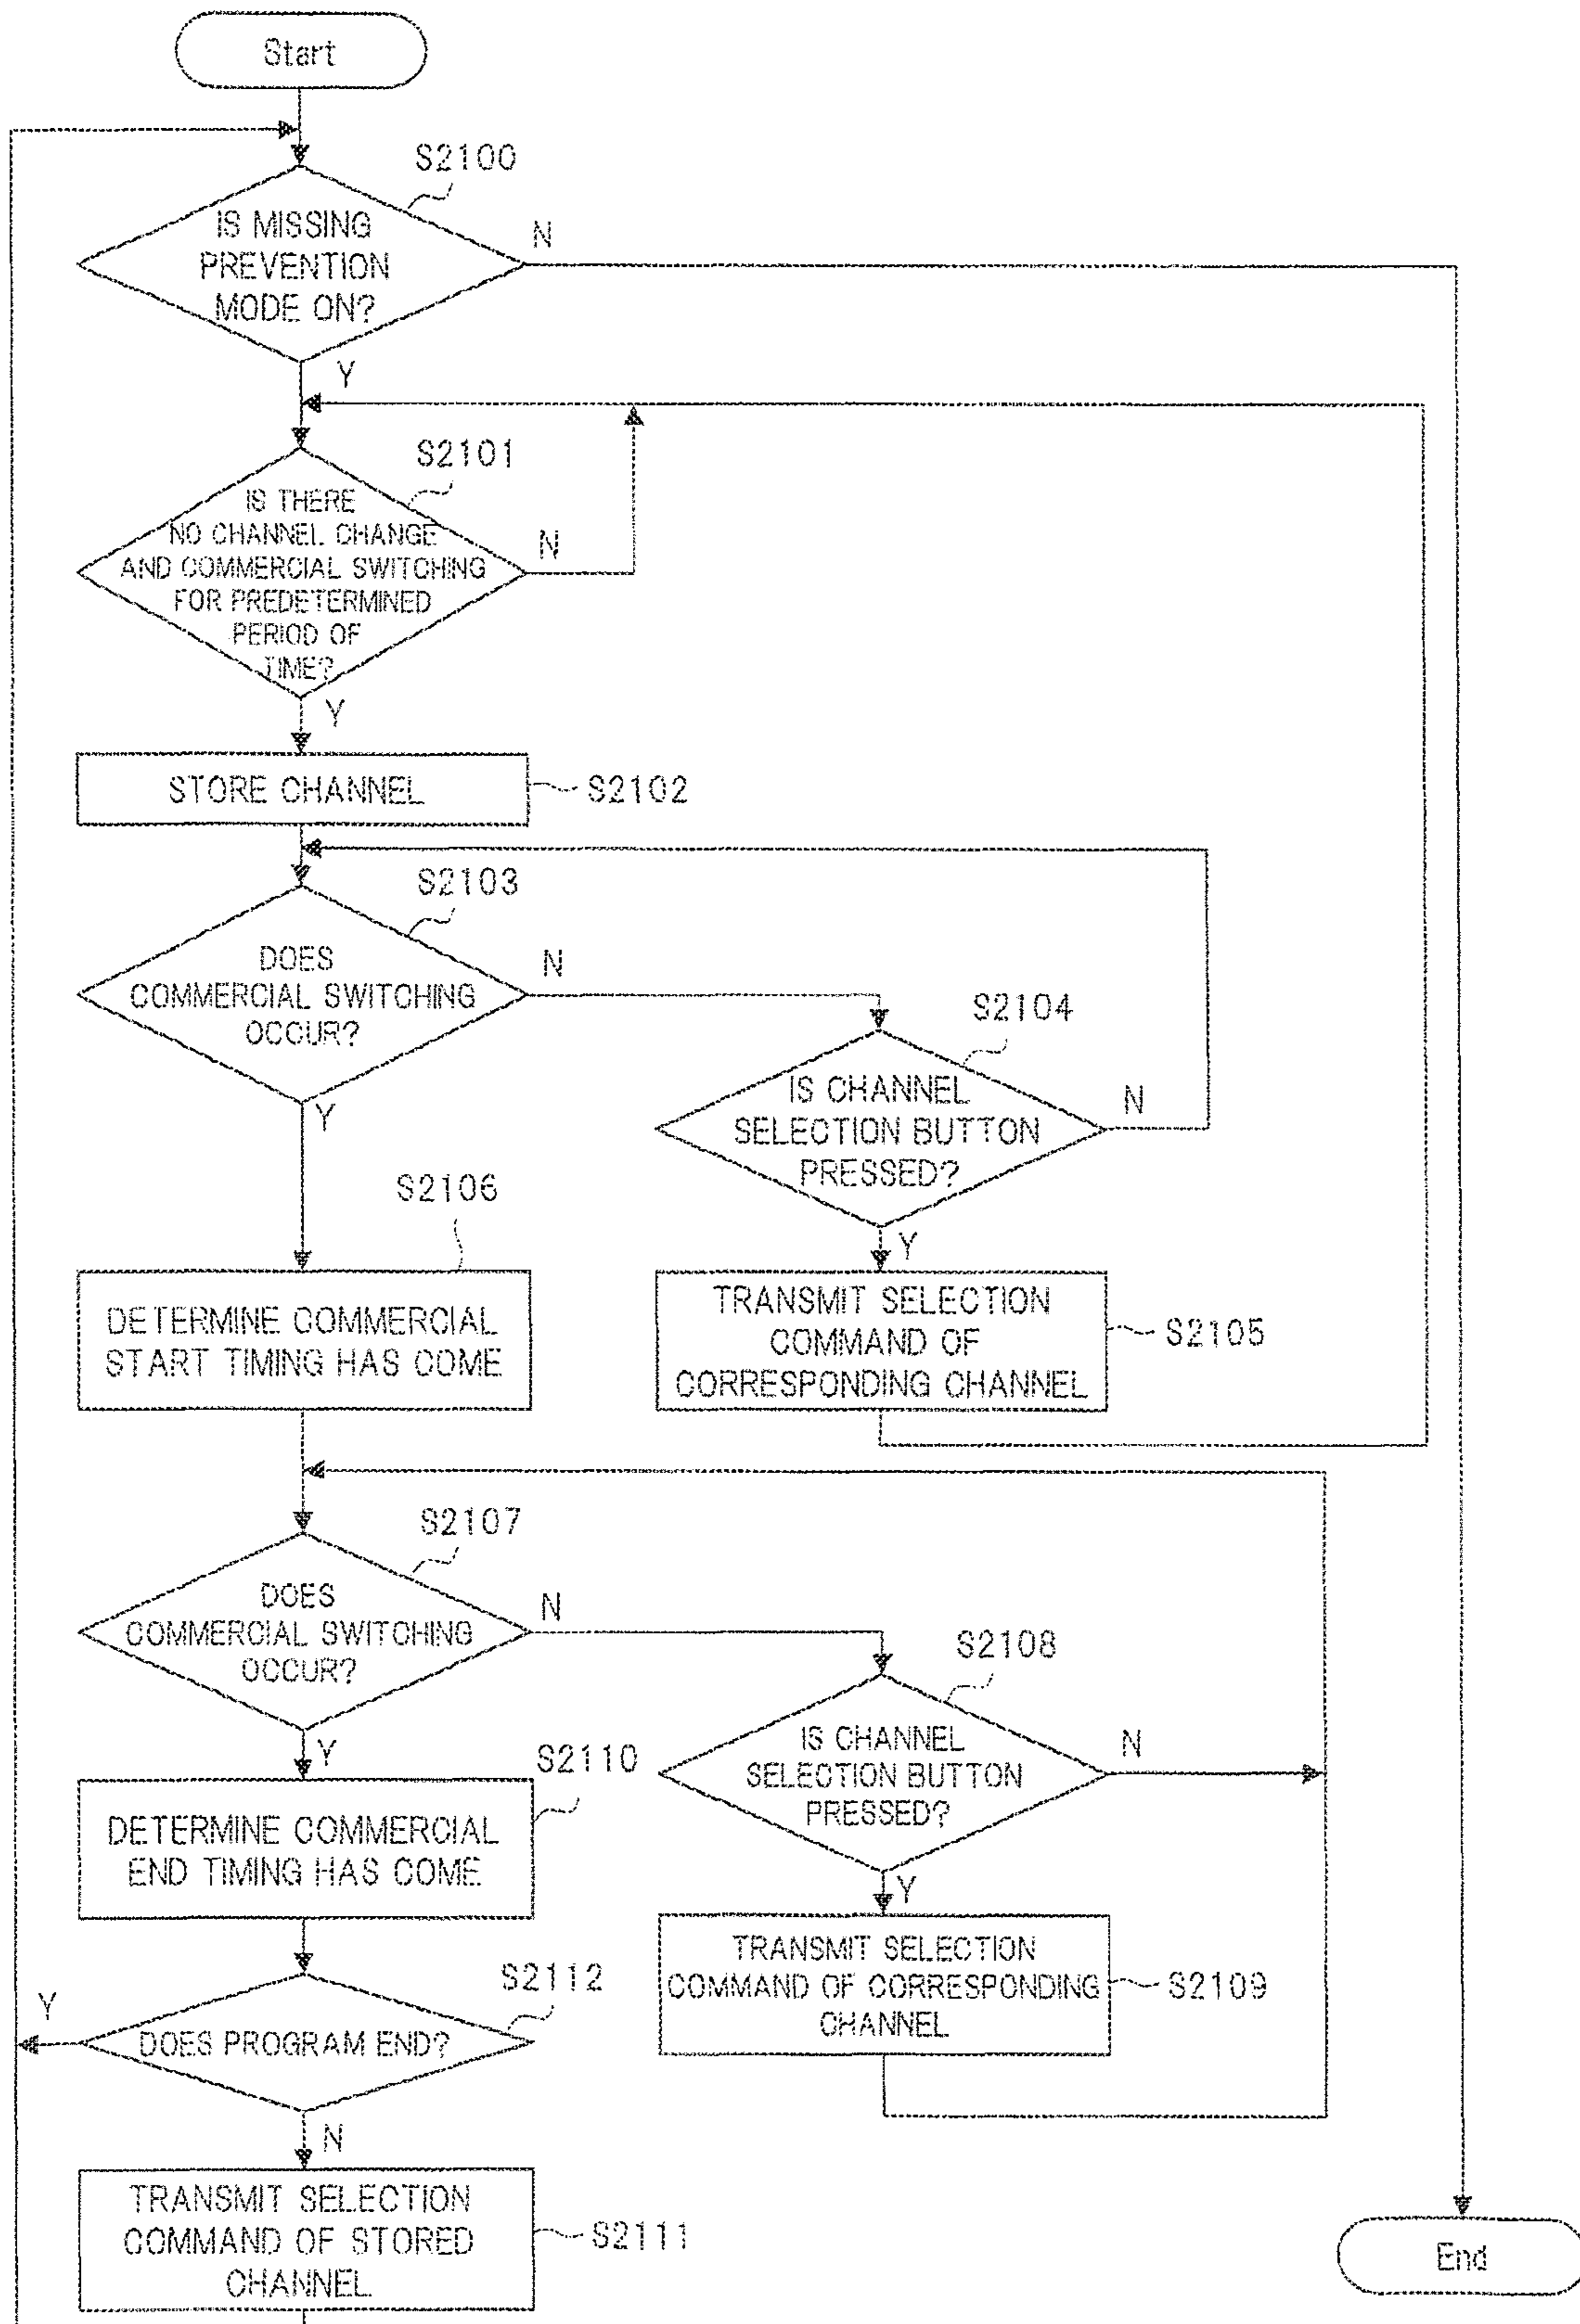 Start
S2100
IS MISSING
PREVENTION
MODE ON?
N
Y
S2101
IS THERE
NO CHANNEL CHANGE
AND COMMERCIAL SWITCHING
FOR PREDETERMINED
PERIOD OF
TIME?
N
Y
STORE CHANNEL
S2102
S2103
DOES
COMMERCIAL SWITCHING
OCCUR?
N
Y
S2104
IS CHANNEL
SELECTION BUTTON
PRESSED?
N
Y
TRANSMIT SELECTION
COMMAND OF
CORRESPONDING CHANNEL
S2105
S2106
DETERMINE COMMERCIAL
START TIMING HAS COME
S2107
DOES
COMMERCIAL SWITCHING
OCCUR?
N
Y
S2108
IS CHANNEL
SELECTION BUTTON
PRESSED?
N
Y
TRANSMIT SELECTION
COMMAND OF CORRESPONDING
CHANNEL
S2109
S2110
DETERMINE COMMERCIAL
END TIMING HAS COME
S2112
DOES PROGRAM END?
Y
N
TRANSMIT SELECTION
COMMAND OF STORED
CHANNEL
S2111
End